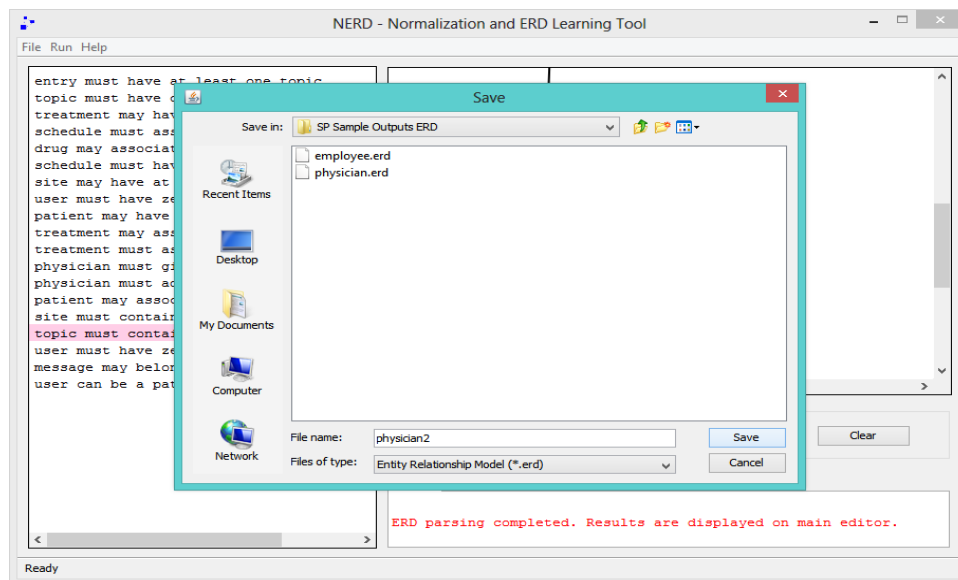 NERD - Normalization and ERD Learning Tool
File Run Help
entry must have at least one topic
topic must have
treatment may hav
schedule must ass
drug may associat
schedule must hav
site may have at
user must have ze
patient may have
treatment may ass
treatment must as
physician must gi
physician must ad
patient may assoc
site must contain
topic must contai
user must have ze
message may belon
user can be a pat
Save
Save in:
SP Sample Outputs ERD
employee.erd
physician.erd
Recent Items
Desktop
My Documents
Computer
Network
File name:
physician2
Save
Files of type:
Entity Relationship Model (*.erd)
Cancel
Clear
ERD parsing completed. Results are displayed on main editor.
Ready